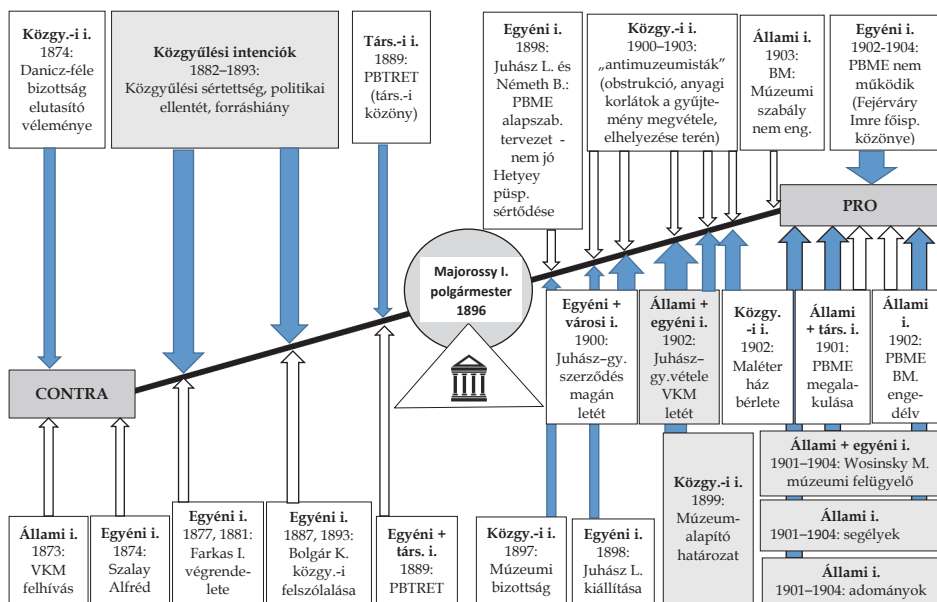 Közgy.-i i.
1874:
Danicz-féle
bizottság
elutasító
véleménye
Közgyűlési intenciók
1882–1893:
Közgyűlési sértettség, politikai
ellentét, forráshiány
Társ.-i i.
1889:
PBTRET
(társ.-i
közöny)
Egyéni i.
1898:
Juhász L. és
Németh B.:
PBME
alapszab.
tervezet -
nem jó
Hetyey
püsp.
sértődése
Közgy.-i i.
1900–1903:
„antimuzeumisták”
(obstrukció, anyagi
korlátok a gyűjte-
mény megvétele,
elhelyezése terén)
Állami i.
1903:
BM:
Múzeumi
szabály
nem eng.
Egyéni i.
1902-1904:
PBME nem
működik
(Fejérváry
Imre főisp.
közönye)
PRO
Majorossy I.
polgármester
1896
CONTRA
Egyéni +
városi i.
1900:
Juhász–gy.
szerződés
magán
letét
Állami +
egyéni i.
1902:
Juhász–
gy.vétele
VKM
letét
Közgy.
-i i.
1902:
Maléter
ház
bérlete
Állami
+ társ. i.
1901:
PBME
megala-
kulása
Állami
i.
1902:
PBME
BM.
enge-
délv
Állami i.
1873:
VKM
felhívás
Egyéni i.
1874:
Szalay
Alfréd
Egyéni i.
1877, 1881:
Farkas I.
végrende-
lete
Egyéni i.
1887, 1893:
Bolgár K.
közgy.-i
felszólalása
Egyéni +
társ. i.
1889:
PBTRET
Közgy.-i i.
1897:
Múzeumi
bizottság
Egyéni i.
1898:
Juhász L.
kiállítása
Közgy.-i i.
1899:
Múzeum-
alapító
határozat
Állami + egyéni i.
1901–1904: Wosinsky M.
múzeumi felügyelő
Állami i.
1901–1904: segélyek
Állami i.
1901–1904: adományok